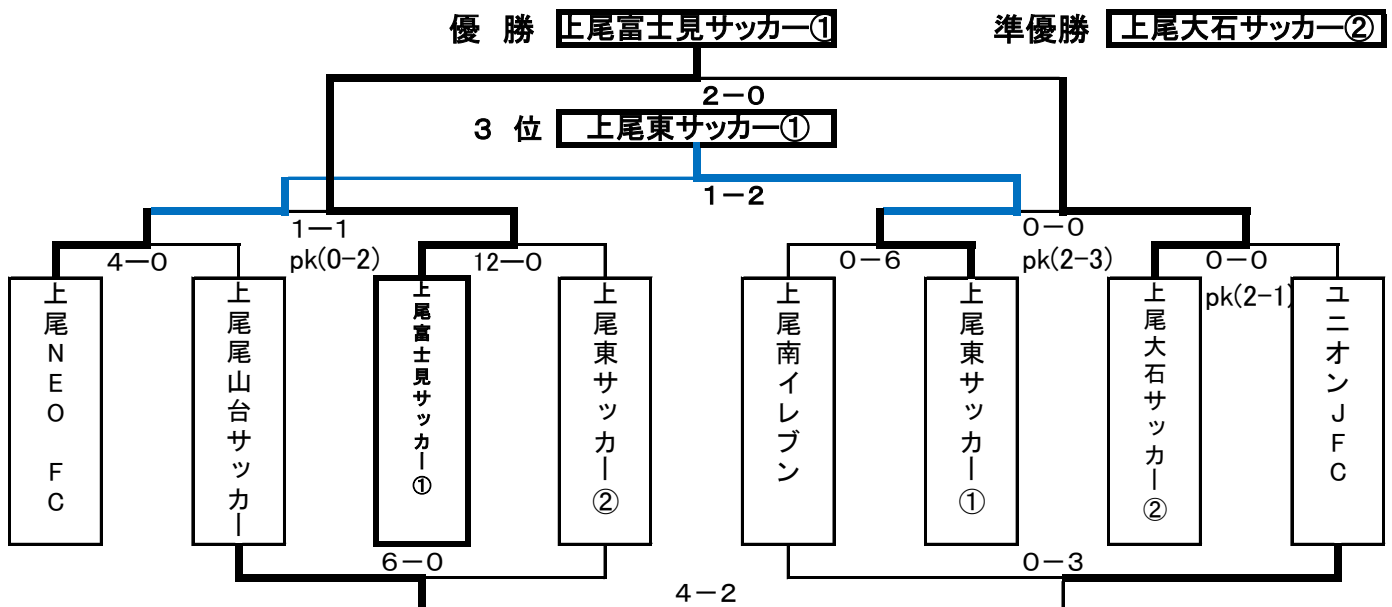 優 勝 上尾富士見サッカー① 準優勝 上尾大石サッカー②
2－0
3 位 上尾東サッカー①
1－2
1－1
0－0
4－0
pk(0-2)
12－0
0－6
pk(2-3)
0－0
pk(2-1)
上尾NEO FC
上尾尾山台サッカー
上尾富士見サッカー①
上尾東サッカー②
上尾南イレブン
上尾東サッカー①
上尾大石サッカー②
ユニオンJFC
6－0
0－3
4－2